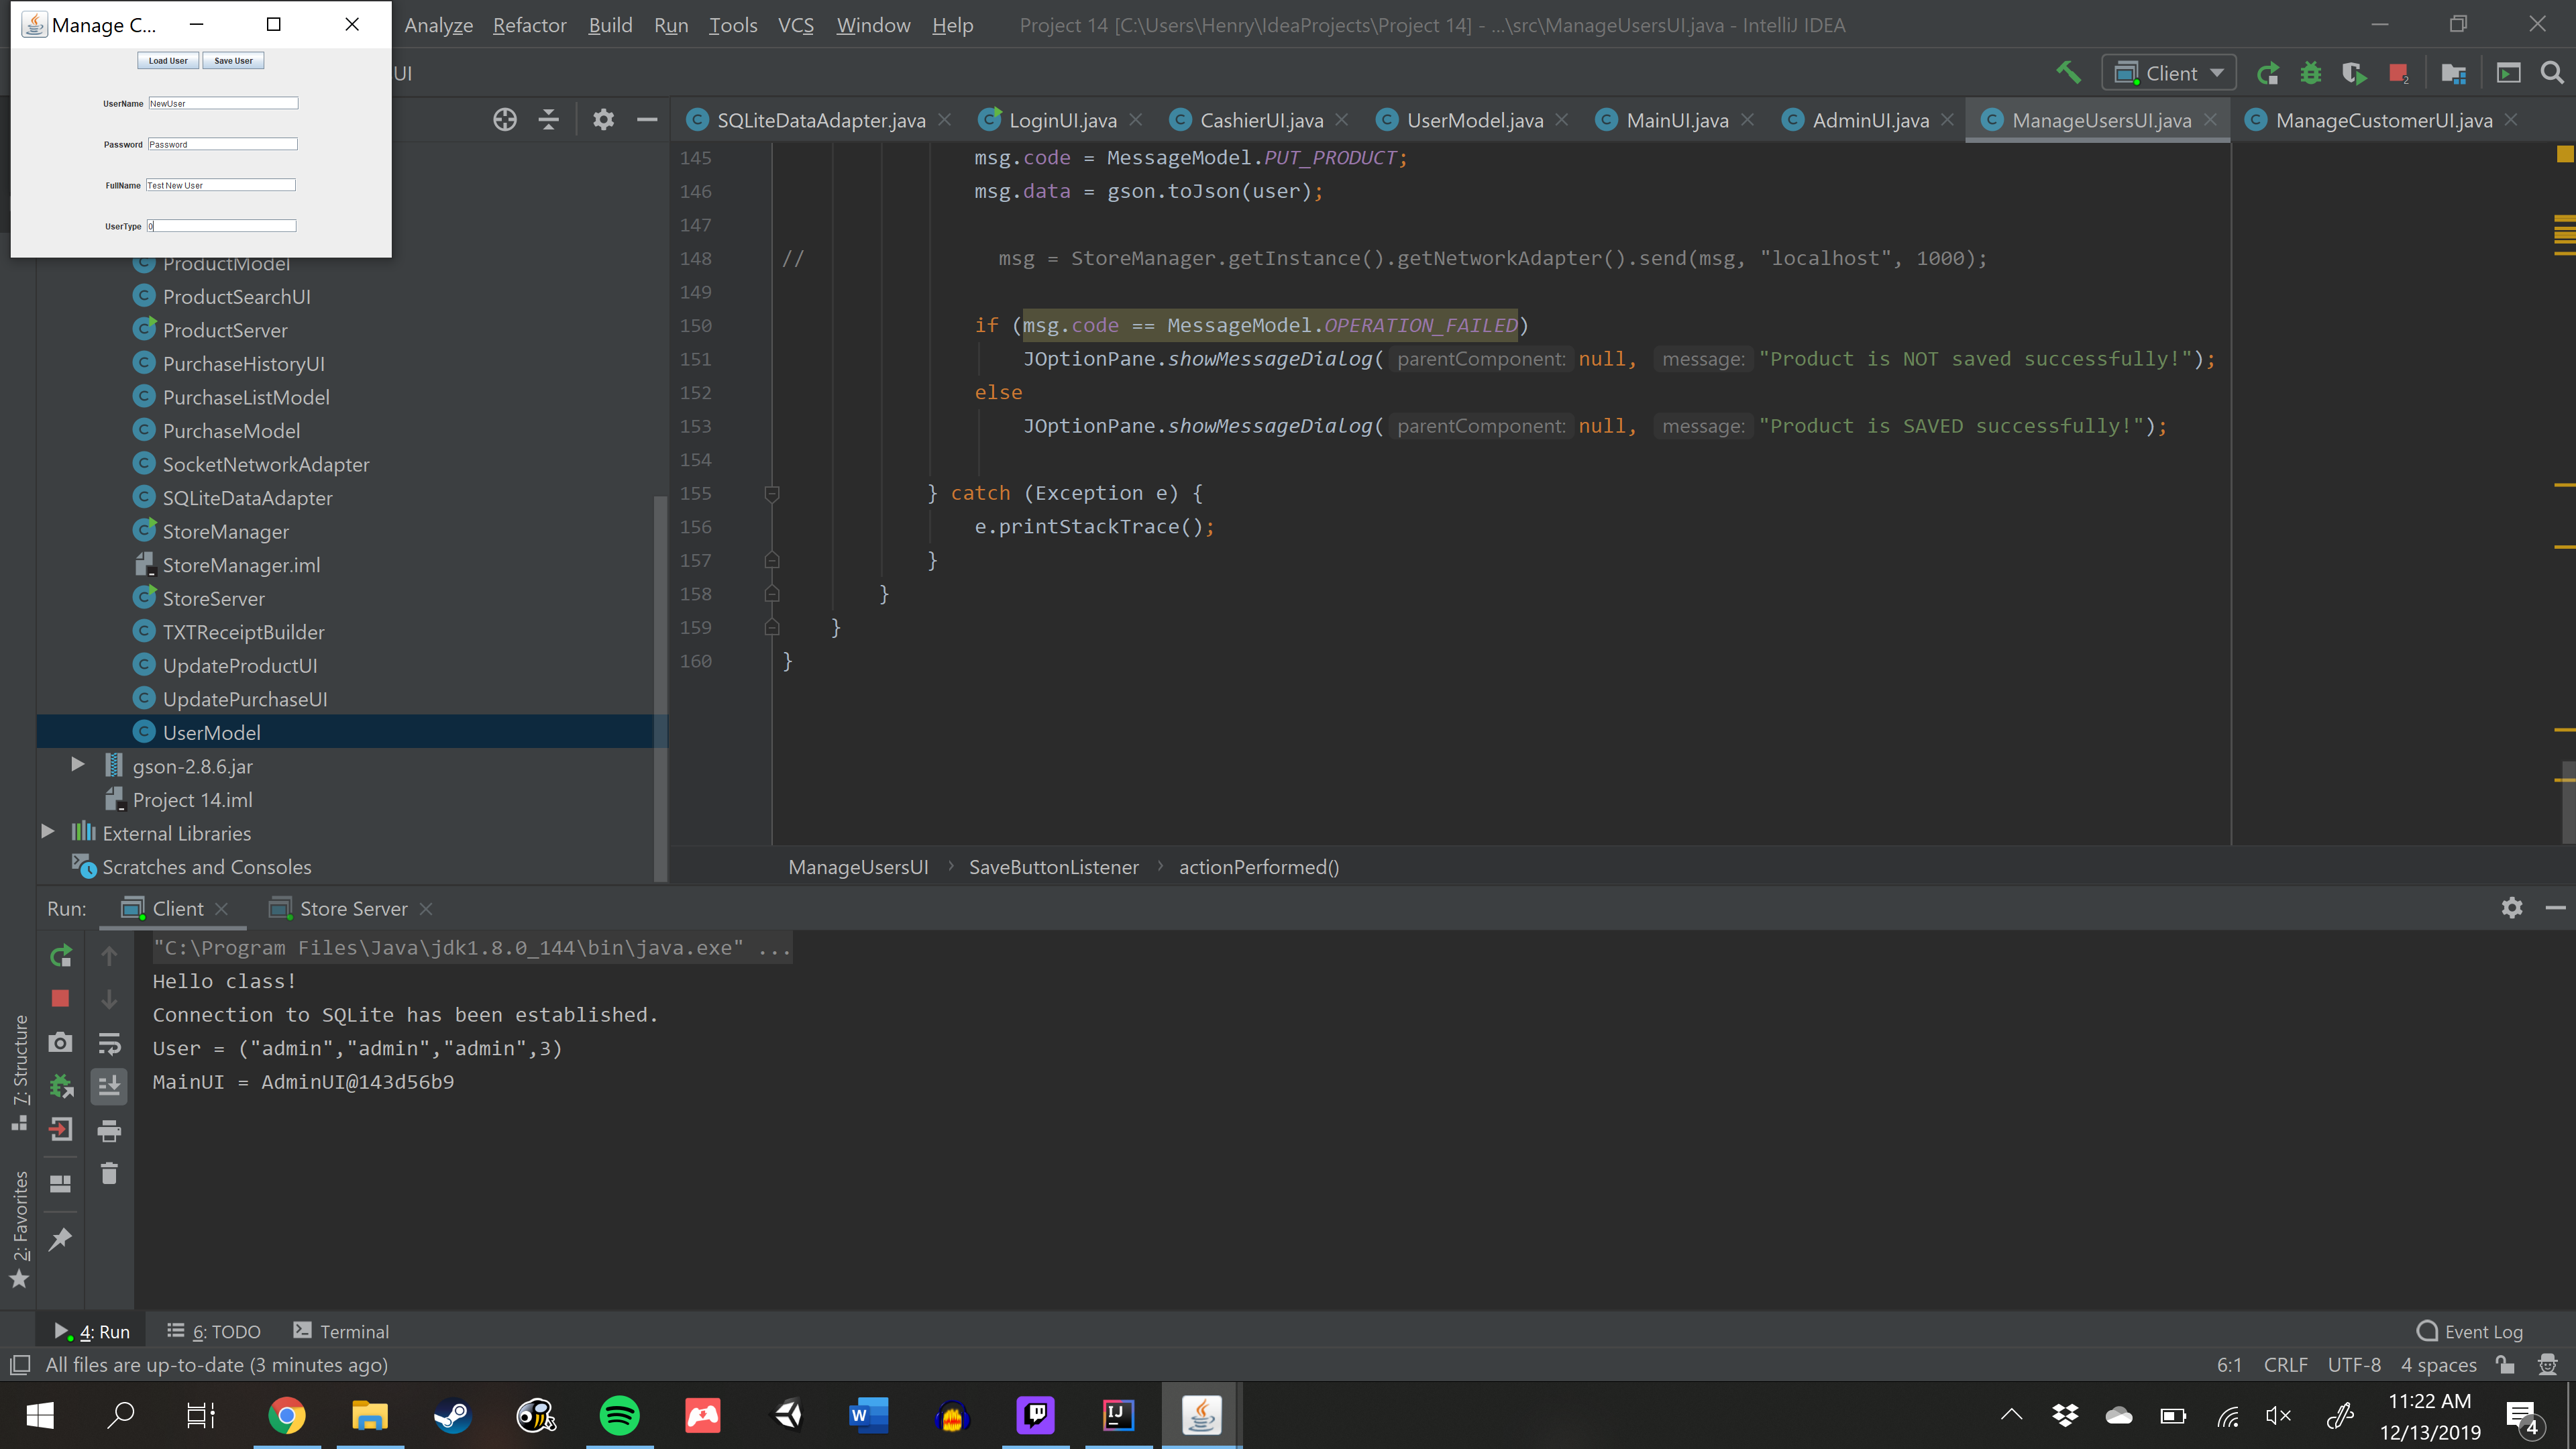 Manage C...
Load User Save User
UserName NewUser
Password Password
FullName Test New User
UserType 0
Analyze Refactor Build Run Tools VCS Window Help Project 14 [C:\Users\Henry\IdeaProjects\Project 14] - ...\src\ManageUsersUI.java - IntelliJ IDEA
UI
Client
2
SQLiteDataAdapter.java LoginUI.java CashierUI.java UserModel.java MainUI.java AdminUI.java ManageUsersUI.java ManageCustomerUI.java
ProductModel
ProductSearchUI
ProductServer
PurchaseHistoryUI
PurchaseListModel
PurchaseModel
SocketNetworkAdapter
SQLiteDataAdapter
StoreManager
StoreManager.iml
StoreServer
TXTReceiptBuilder
UpdateProductUI
UpdatePurchaseUI
UserModel
gson-2.8.6.jar
Project 14.iml
External Libraries
Scratches and Consoles
145 msg.code = MessageModel.PUT_PRODUCT;
146 msg.data = gson.toJson(user);
147
148 // msg = StoreManager.getInstance().getNetworkAdapter().send(msg, "localhost", 1000);
149
150 if (msg.code == MessageModel.OPERATION_FAILED)
151 JOptionPane.showMessageDialog( parentComponent: null, message: "Product is NOT saved successfully!");
152 else
153 JOptionPane.showMessageDialog( parentComponent: null, message: "Product is SAVED successfully!");
154
155 } catch (Exception e) {
156 e.printStackTrace();
157 }
158 }
159 }
160 }
ManageUsersUI SaveButtonListener actionPerformed()
Run: Client Store Server
"C:\Program Files\Java\jdk1.8.0_144\bin\java.exe" ...
Hello class!
Connection to SQLite has been established.
User = ("admin","admin","admin",3)
MainUI = AdminUI@143d56b9
7: Structure
2: Favorites
4: Run 6: TODO Terminal Event Log
All files are up-to-date (3 minutes ago) 6:1 CRLF UTF-8 4 spaces
11:22 AM
12/13/2019
4